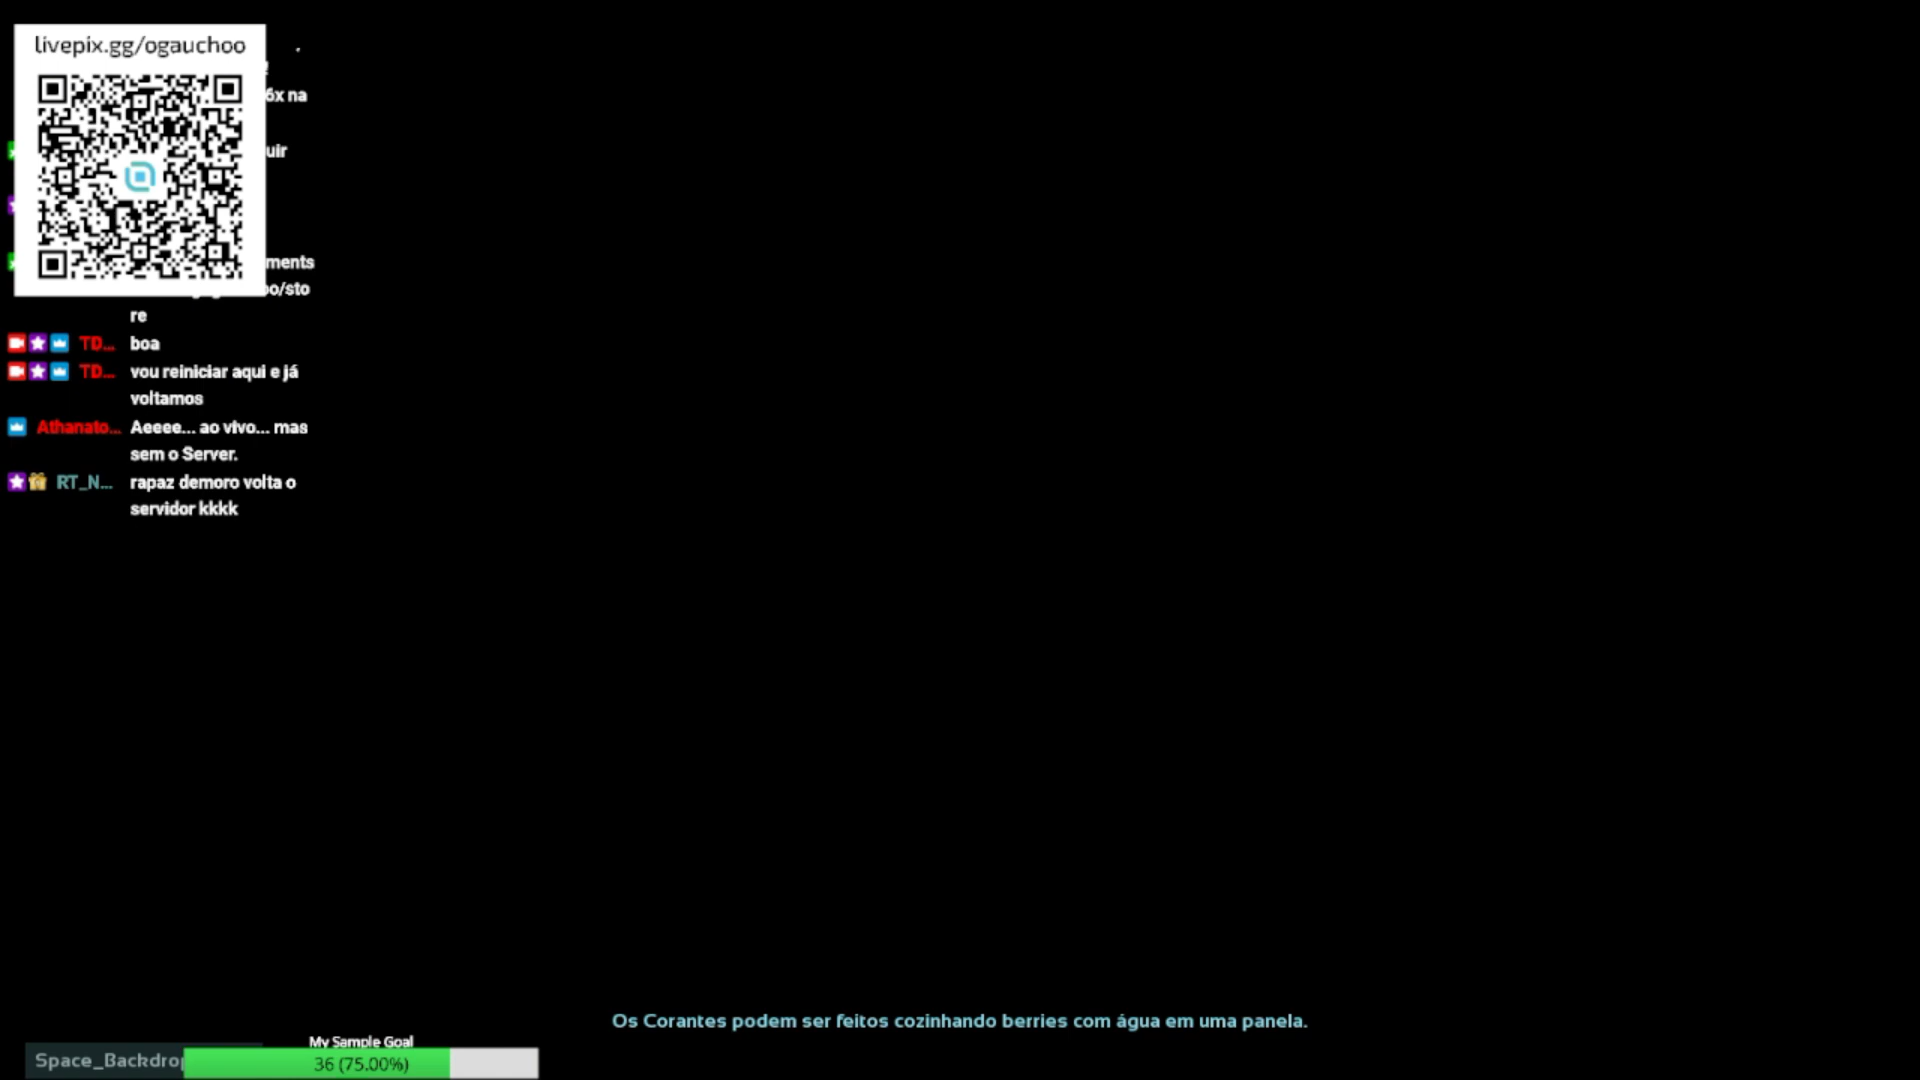 livepix.gg/ogauchoo
6x na
uir
ments
oo/sto
re
TD... boa
TD... vou reiniciar aqui e já
voltamos
Athanato... Aeeee... ao vivo... mas
sem o Server.
RT_N... rapaz demoro volta o
servidor kkkk
Os Corantes podem ser feitos cozinhando berries com água em uma panela.
My Sample Goal
Space_Backdrop
36 (75.00%)